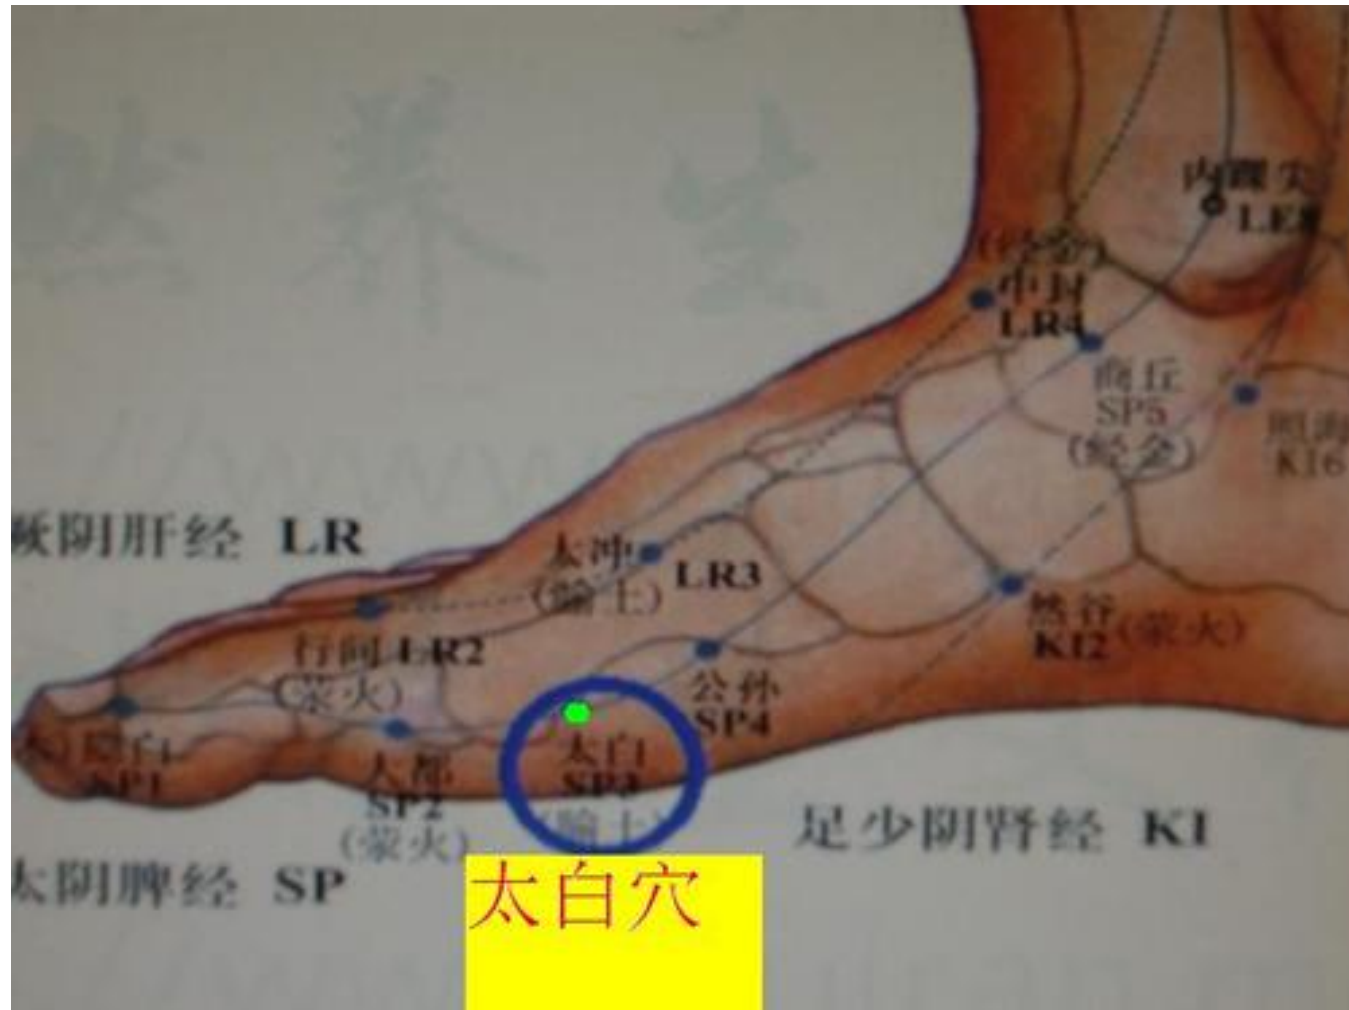 然 养 生
内踝尖
LE8
(经金)
中封
LR4
商丘
SP5
(经金)
照海
KI6
厥阴肝经 LR
太冲
(输土)
LR3
行间 LR2
(荥火)
然谷
KI2 (荥火)
公孙
SP4
隐白
SP1
大都
SP2
(荥火)
太白
SP3
(输土)
足少阴肾经 KI
太阴脾经 SP
太白穴